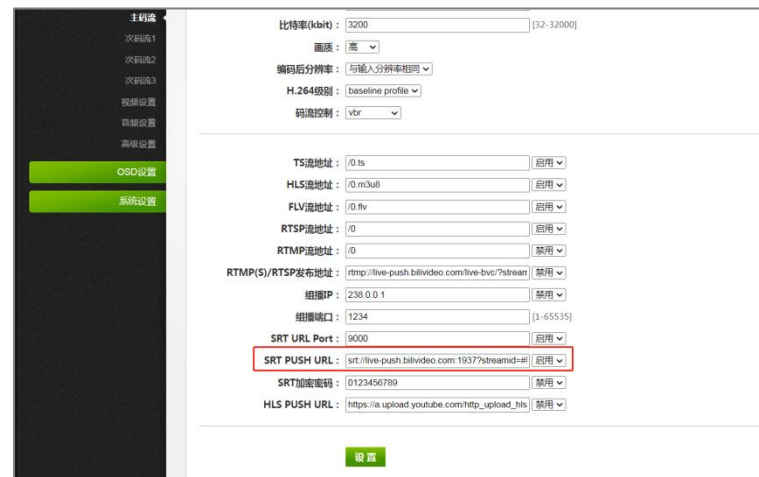 主码流
次码流1
次码流2
次码流3
视频设置
音频设置
高级设置
OSD设置
系统设置
比特率(kbit)： 3200 [32-32000]
画质： 高
编码后分辨率： 与输入分辨率相同
H.264级别： baseline profile
码流控制： vbr
TS流地址： /0.ts 启用
HLS流地址： /0.m3u8 启用
FLV流地址： /0.flv 启用
RTSP流地址： /0 启用
RTMP流地址： /0 禁用
RTMP(S)/RTSP发布地址： rtmp://live-push.bilivideo.com/live-bvc/?stream 禁用
组播IP： 238.0.0.1 禁用
组播端口： 1234 [1-65535]
SRT URL Port： 9000 启用
SRT PUSH URL： srt://live-push.bilivideo.com:1937?streamid=#! 启用
SRT加密密码： 0123456789 禁用
HLS PUSH URL： https://a.upload.youtube.com/http_upload_hls 禁用
设置